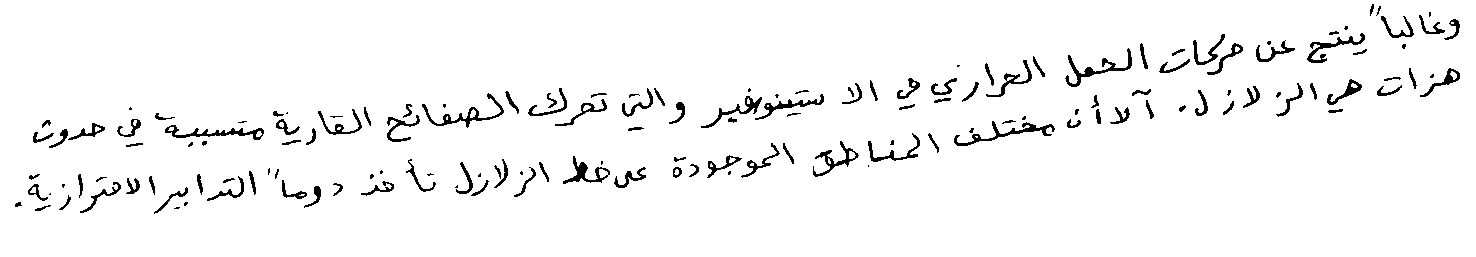 وغالباً ينتج عن حركات الحمل الحراري في الاستينوفير والتي تحرك الصفائح القارية متسببة في حدوث
هزات هي الزلازل. آلا أن مختلف المناطق الموجودة على خط الزلازل تأخذ دوماً التدابير الاحترازية.